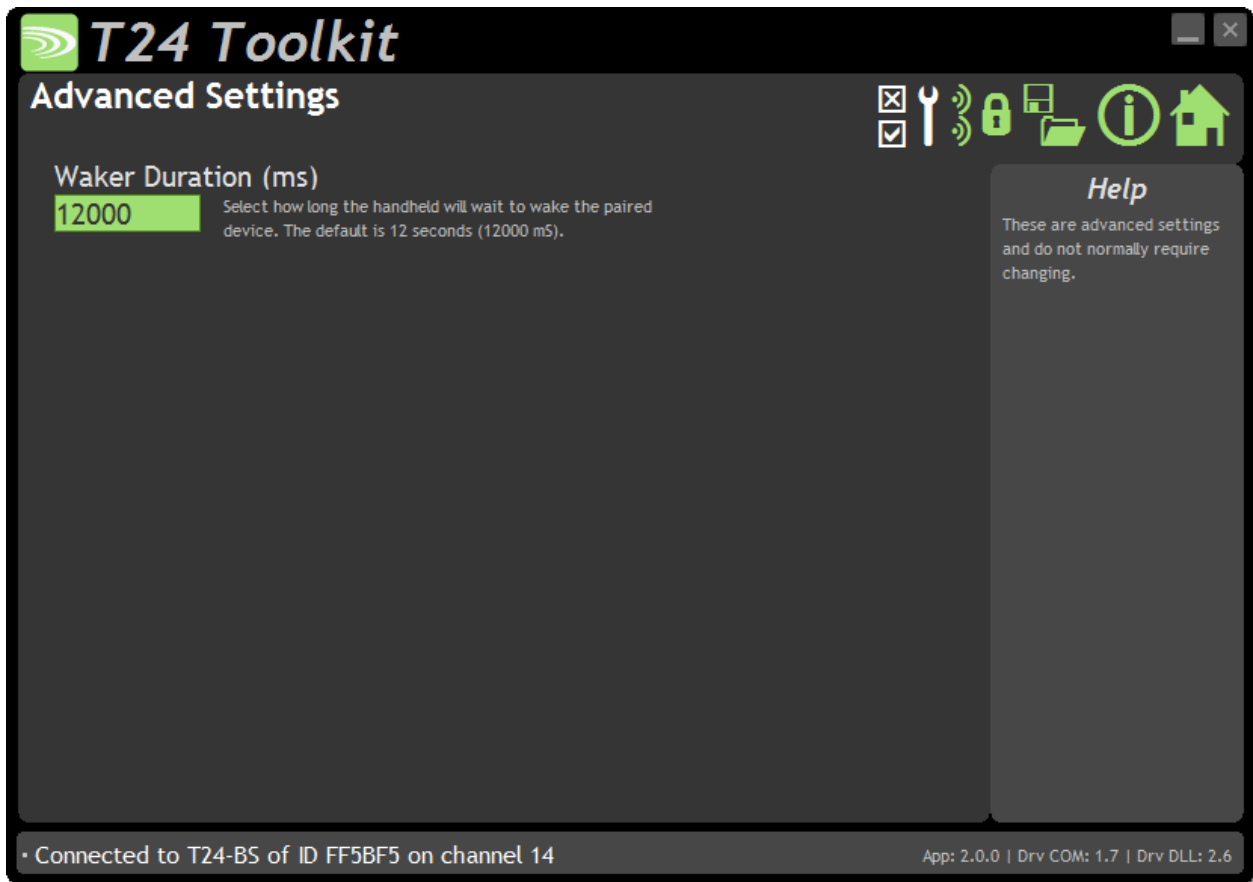 T24 Toolkit
Advanced Settings
Waker Duration (ms)
12000
Select how long the handheld will wait to wake the paired
device. The default is 12 seconds (12000 mS).
Help
These are advanced settings
and do not normally require
changing.
Connected to T24-BS of ID FF5BF5 on channel 14
App: 2.0.0 | Drv COM: 1.7 | Drv DLL: 2.6